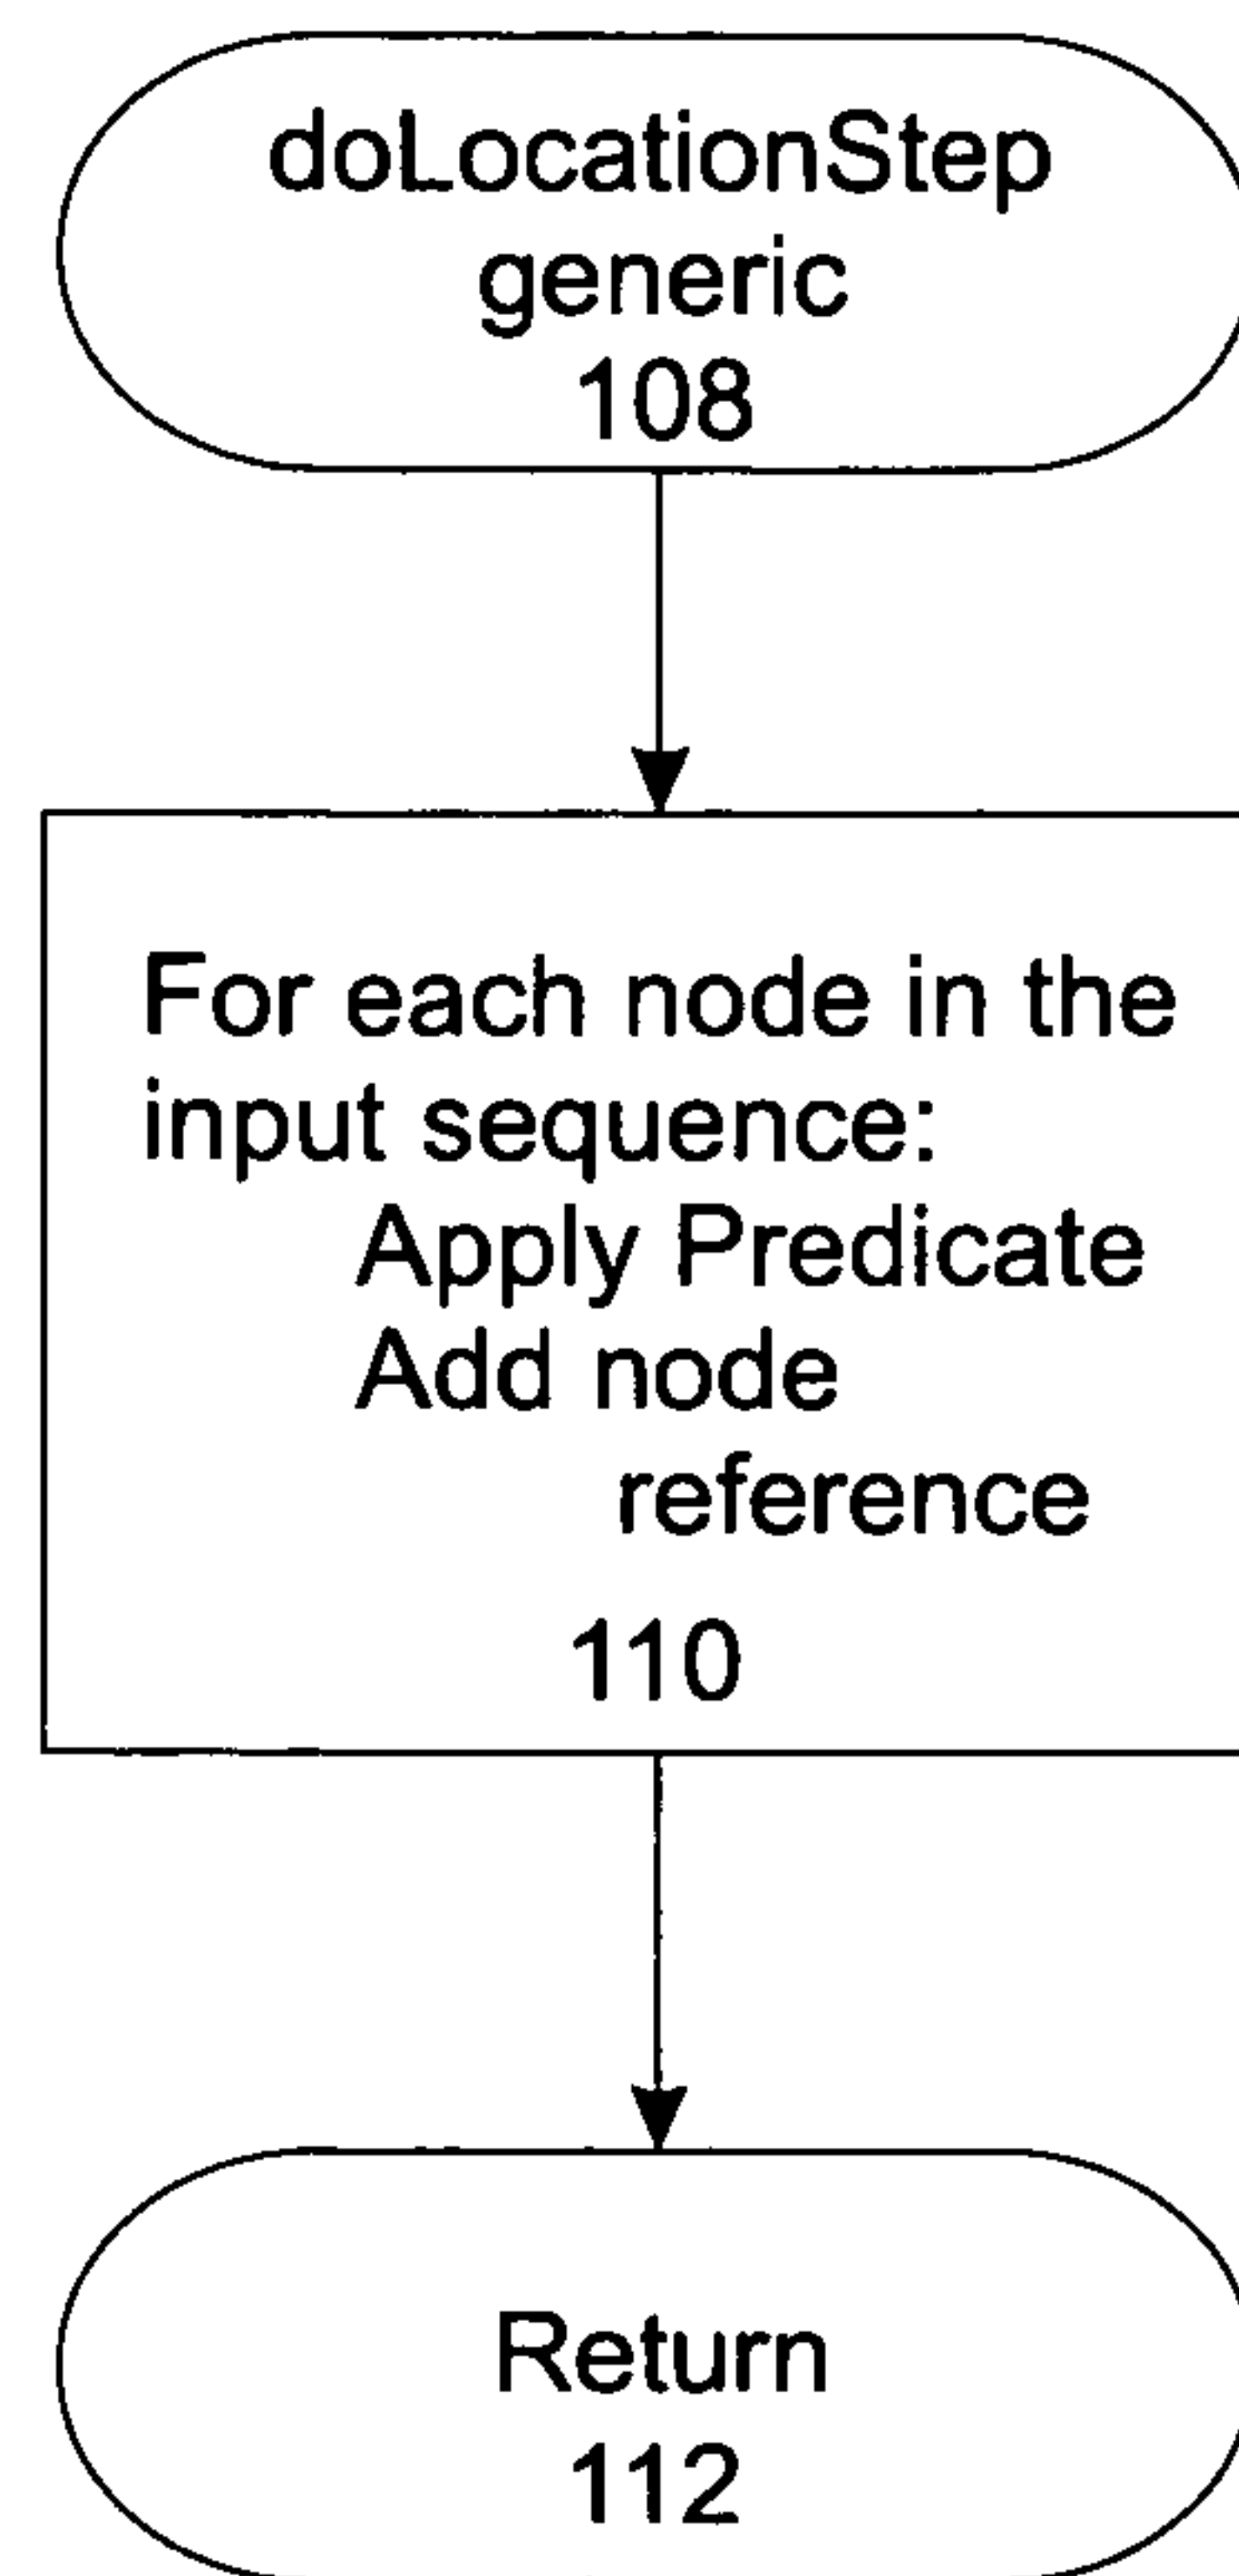 doLocationStep
generic
108
For each node in the
input sequence:
Apply Predicate
Add node
reference
110
Return
112